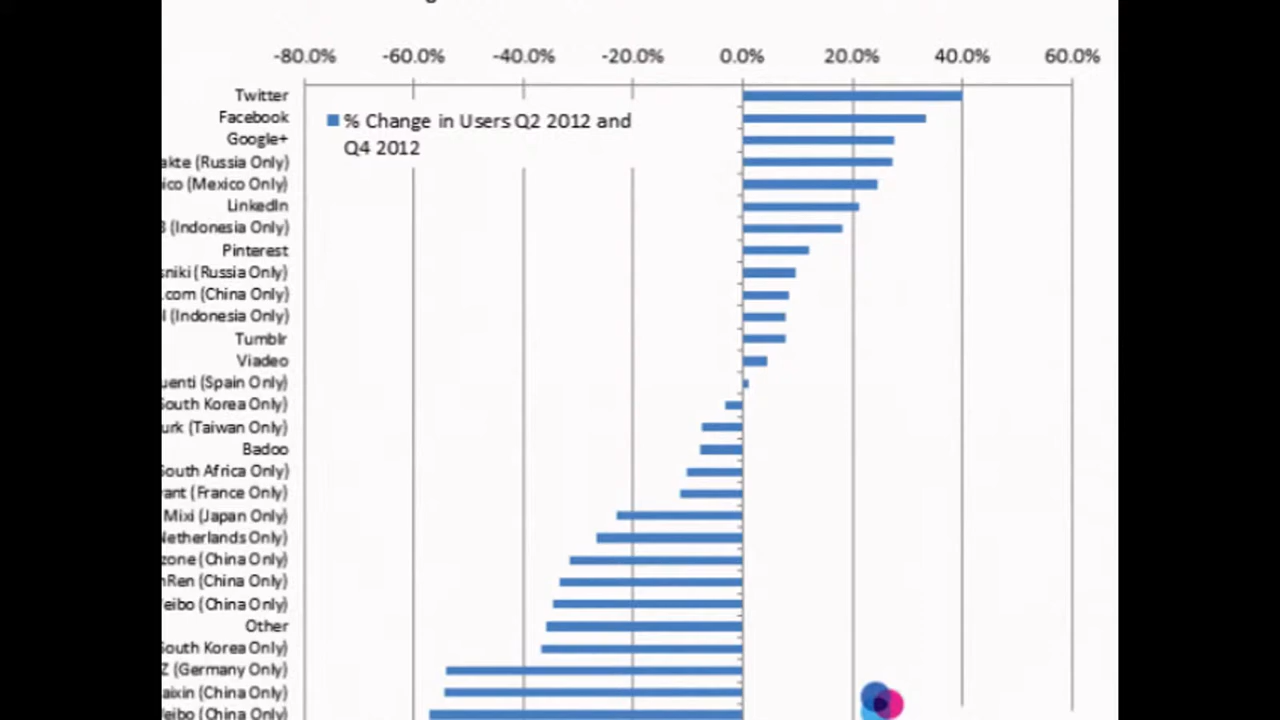 -80.0% -60.0% -40.0% -20.0% 0.0% 20.0% 40.0% 60.0%
% Change in Users Q2 2012 and
Q4 2012
Twitter
Facebook
Google+
akte (Russia Only)
ico (Mexico Only)
LinkedIn
(Indonesia Only)
Pinterest
sniki (Russia Only)
.com (China Only)
(Indonesia Only)
Tumblr
Viadeo
uenti (Spain Only)
South Korea Only)
urk (Taiwan Only)
Badoo
South Africa Only)
ant (France Only)
Mixi (Japan Only)
Netherlands Only)
zone (China Only)
Ren (China Only)
eibo (China Only)
Other
South Korea Only)
Z (Germany Only)
aixin (China Only)
eibo (China Only)